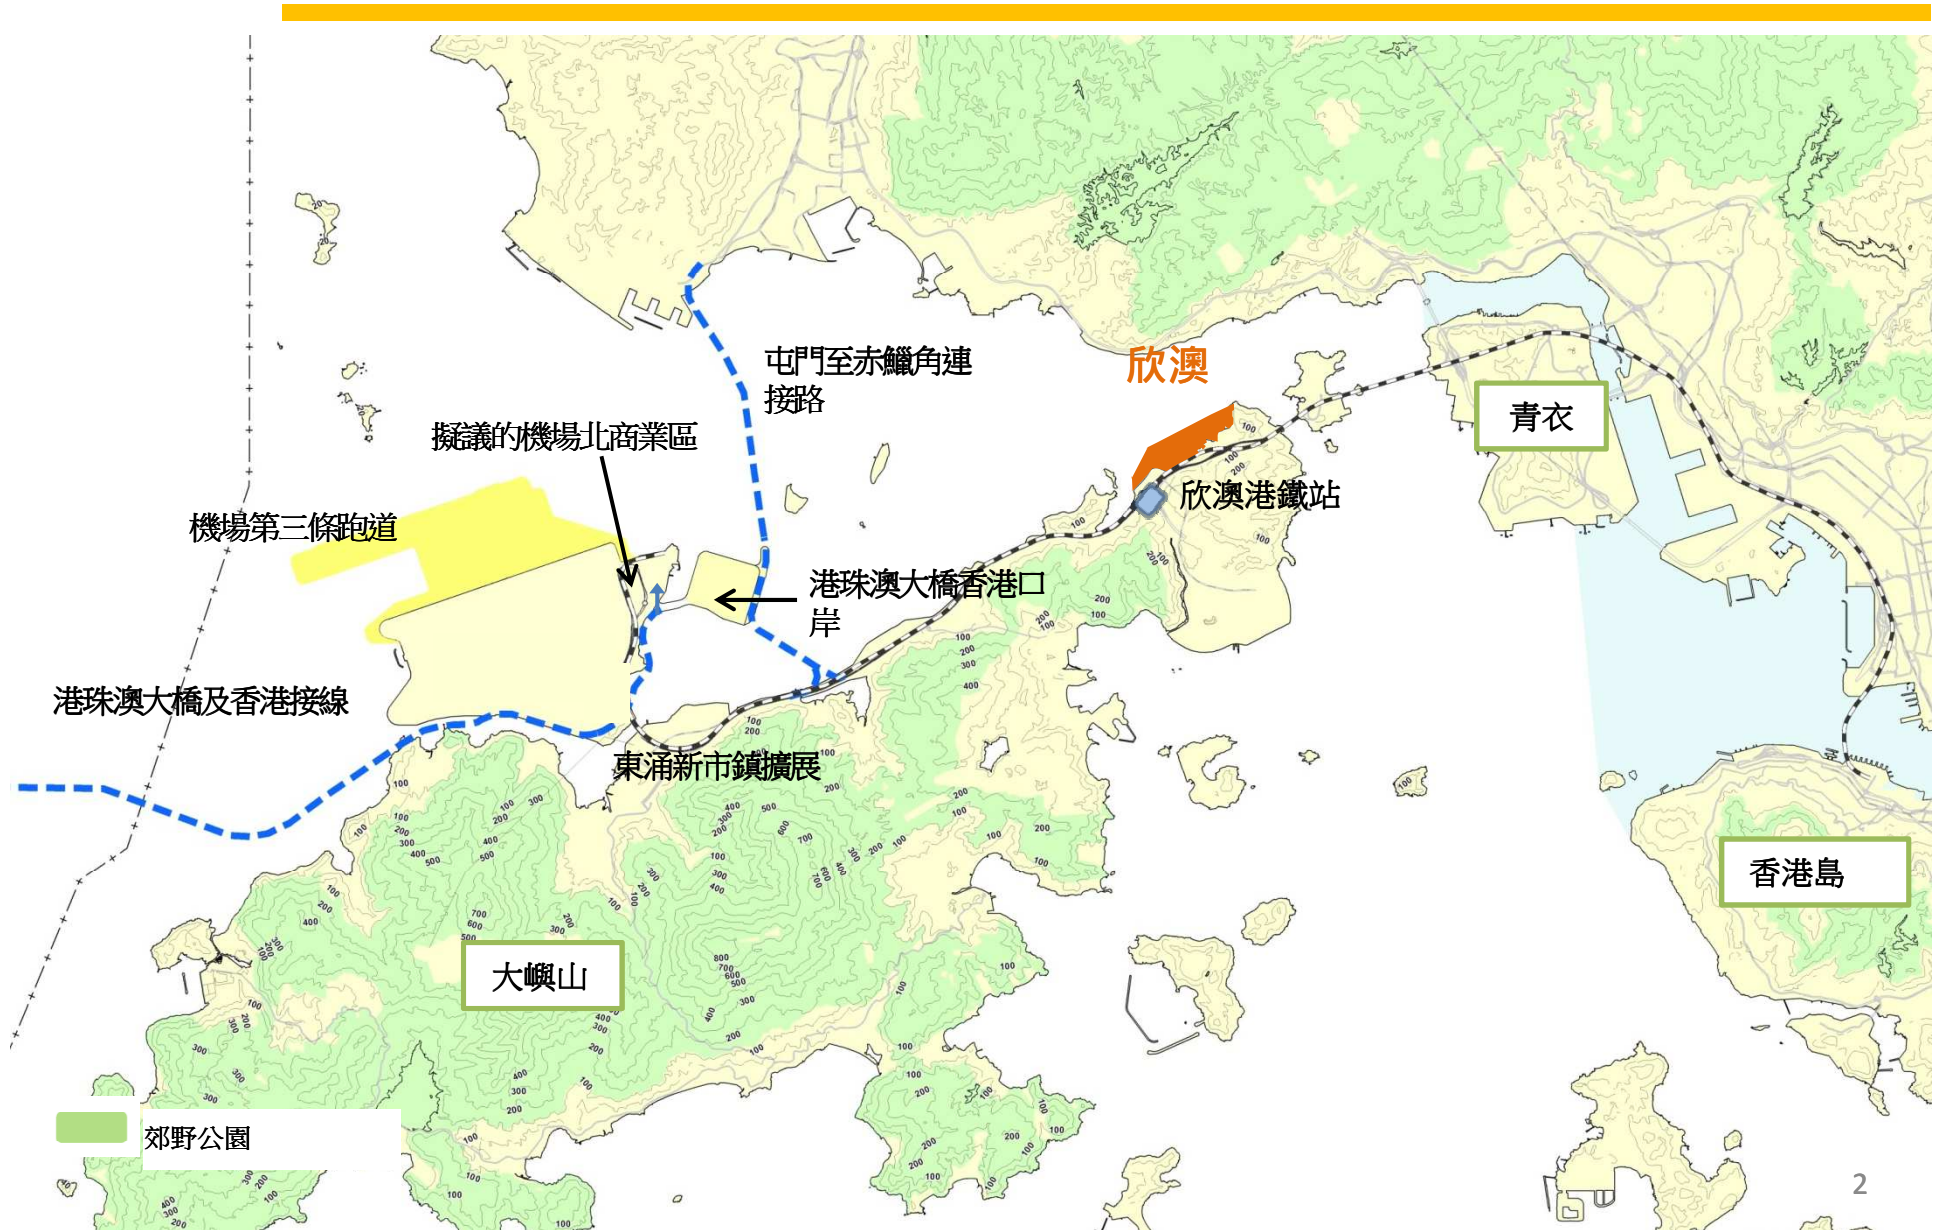 欣澳
屯門至赤鱲角連
接路
青衣
擬議的機場北商業區
欣澳港鐵站
機場第三條跑道
港珠澳大橋香港口
岸
港珠澳大橋及香港接線
東涌新市鎮擴展
香港島
大嶼山
郊野公園
2